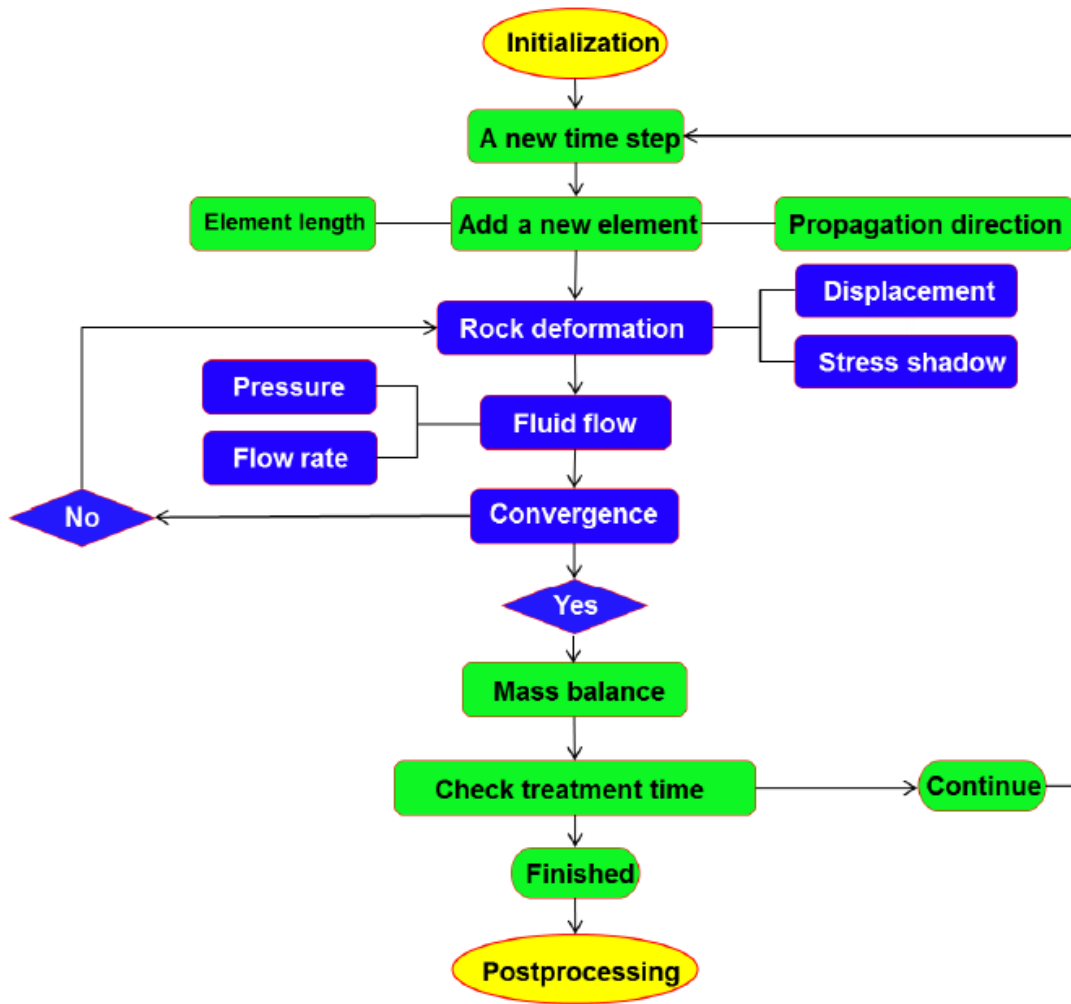 Initialization
A new time step
Element length
Add a new element
Propagation direction
Displacement
Rock deformation
Stress shadow
Pressure
Fluid flow
Flow rate
Convergence
No
Yes
Mass balance
Check treatment time
Continue
Finished
Postprocessing